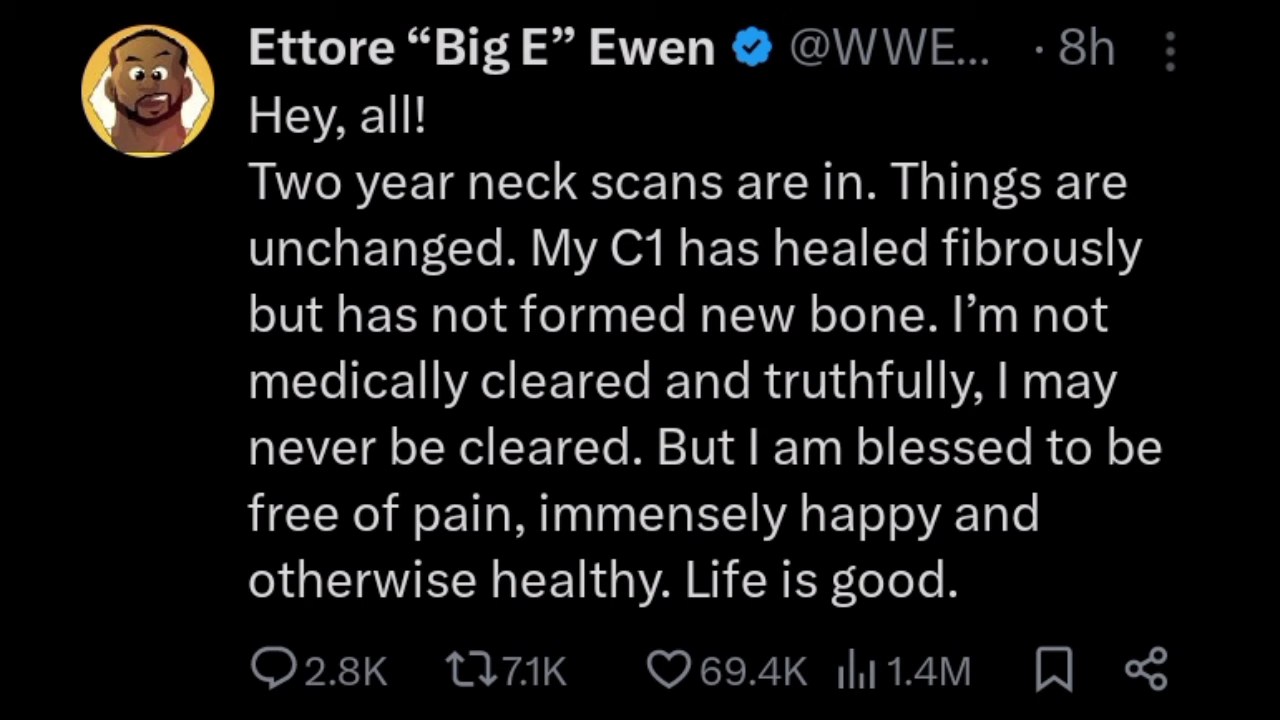 Ettore “Big E” Ewen @WWE... · 8h
Hey, all!
Two year neck scans are in. Things are
unchanged. My C1 has healed fibrously
but has not formed new bone. I’m not
medically cleared and truthfully, I may
never be cleared. But I am blessed to be
free of pain, immensely happy and
otherwise healthy. Life is good.
2.8K 7.1K 69.4K 1.4M